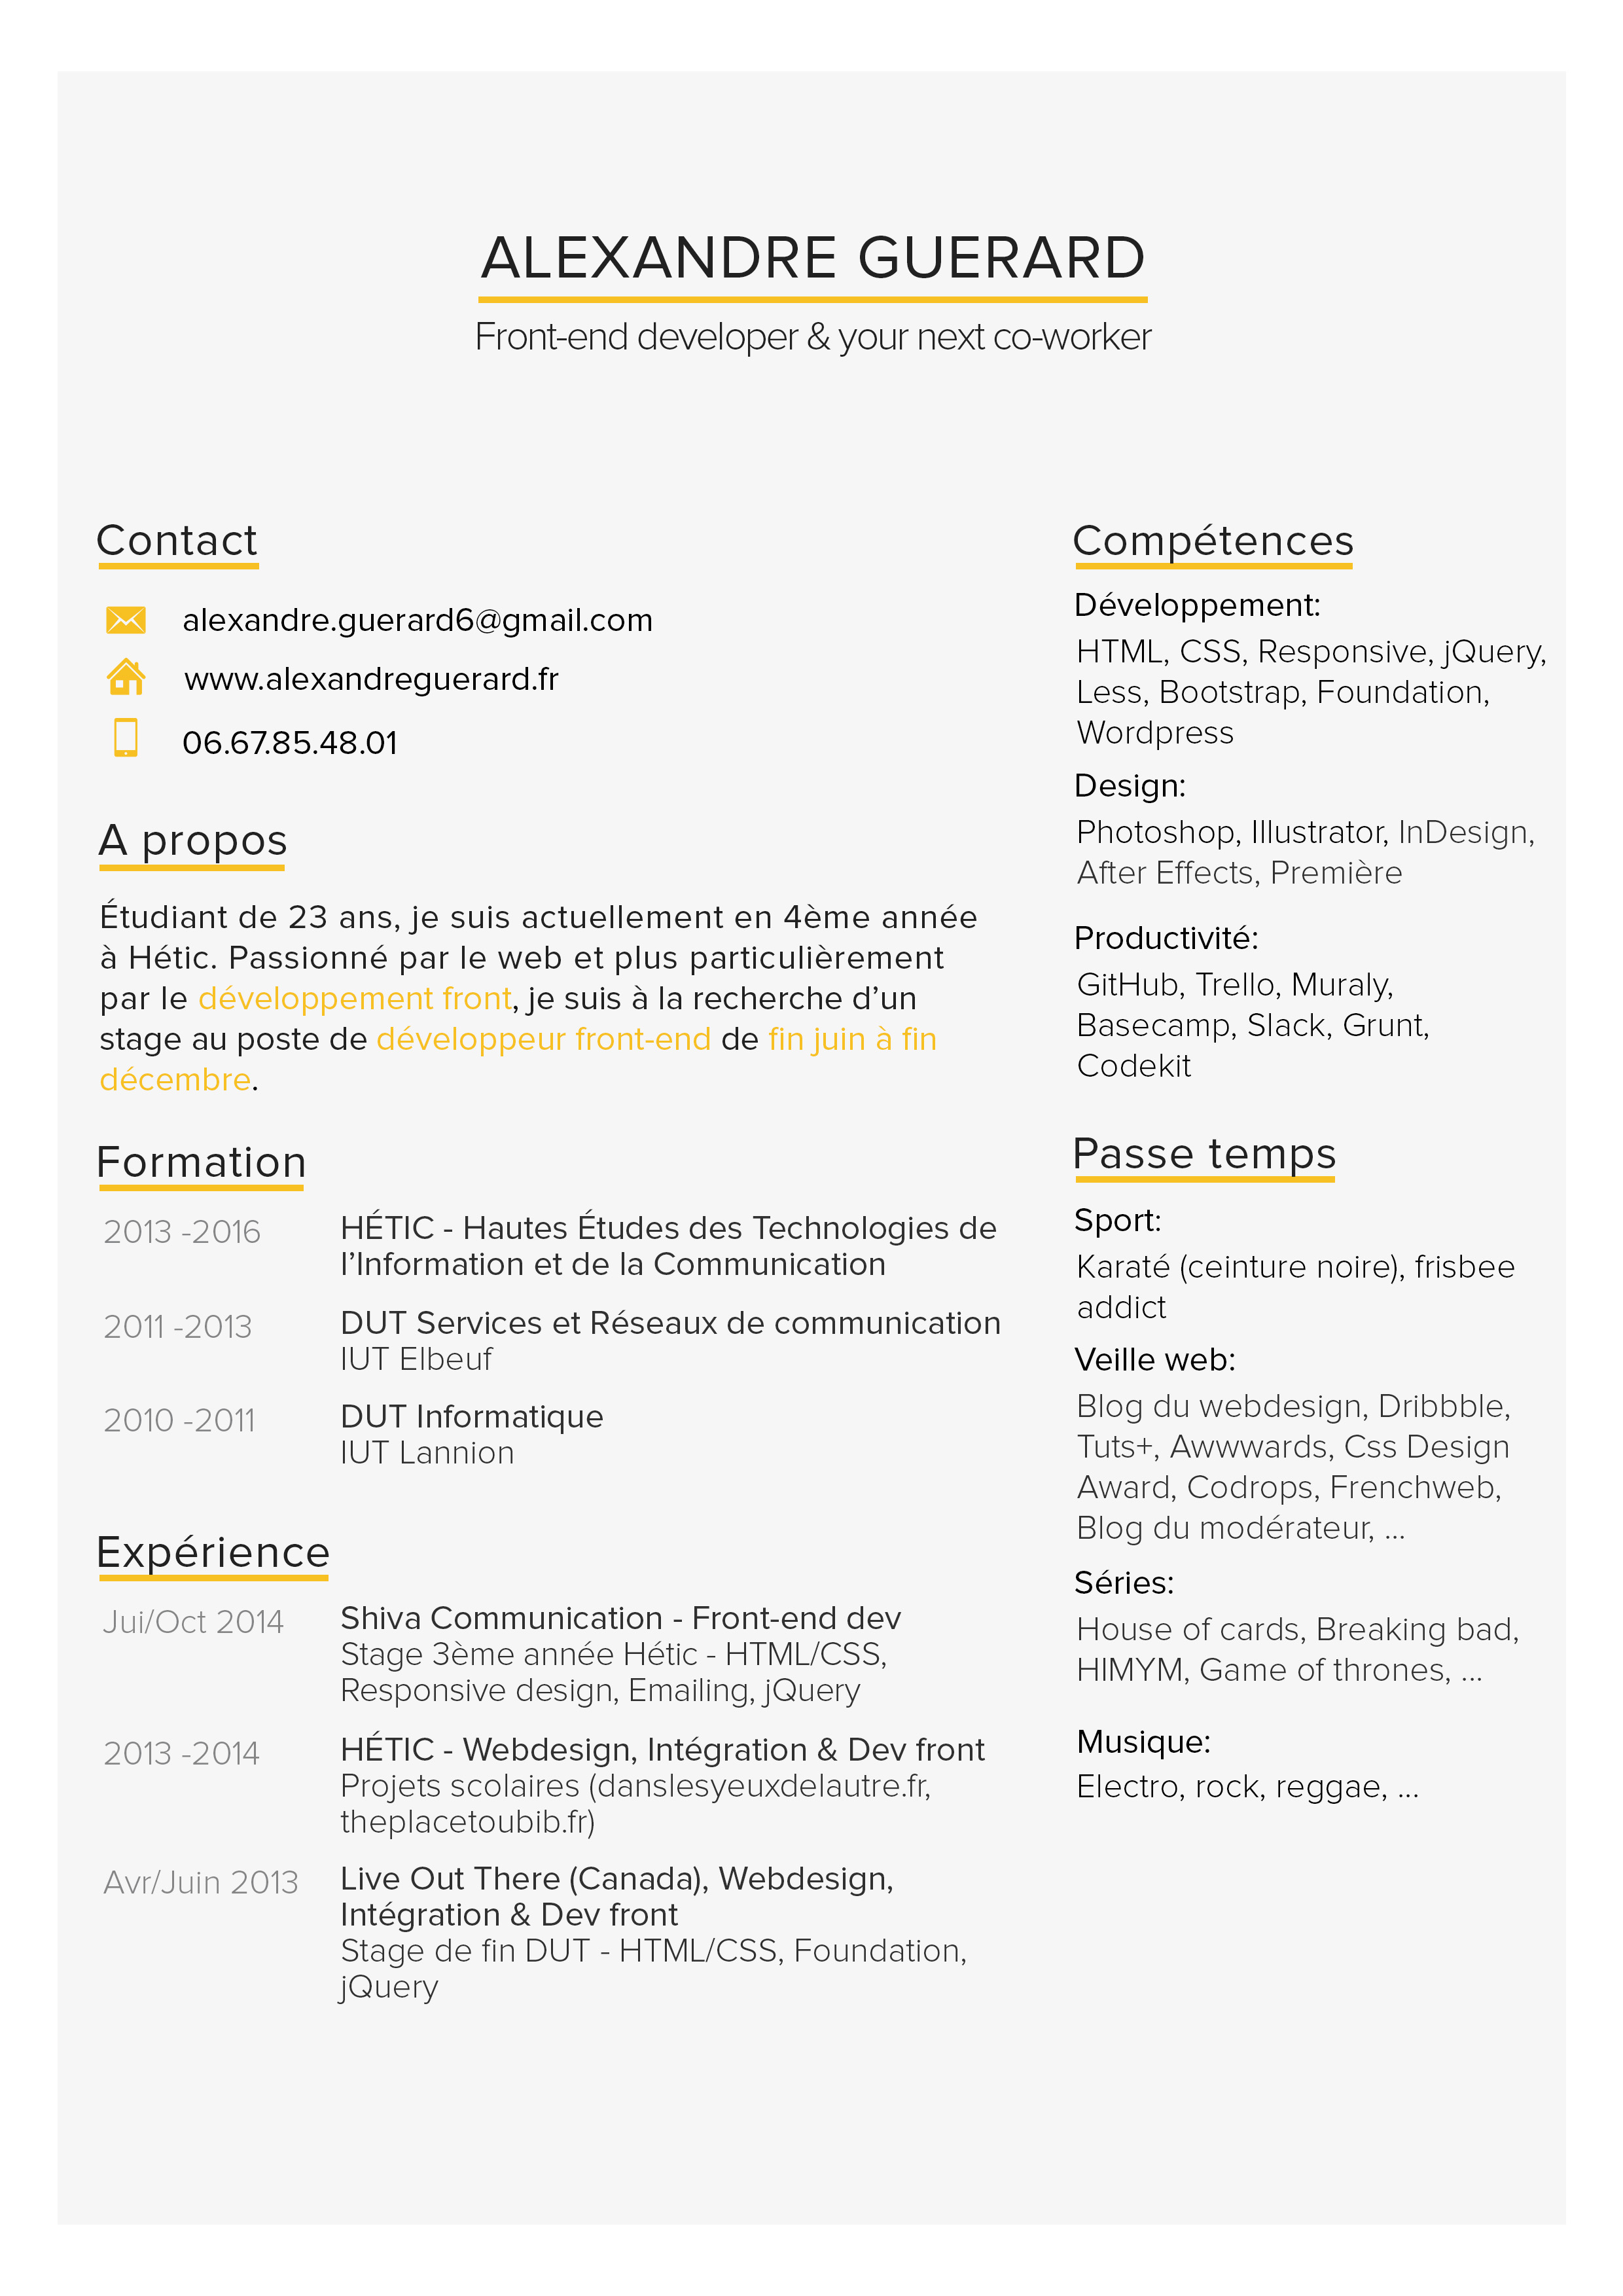 ALEXANDRE GUERARD
Front-end developer & your next co-worker
Contact
alexandre.guerard6@gmail.com
www.alexandreguerard.fr
06.67.85.48.01
A propos
Étudiant de 23 ans, je suis actuellement en 4ème année
à Hétic. Passionné par le web et plus particulièrement
par le développement front, je suis à la recherche d’un
stage au poste de développeur front-end de fin juin à fin
décembre.
Formation
2013 -2016
HÉTIC - Hautes Études des Technologies de
l’Information et de la Communication
2011 -2013
DUT Services et Réseaux de communication
IUT Elbeuf
2010 -2011
DUT Informatique
IUT Lannion
Expérience
Jui/Oct 2014
Shiva Communication - Front-end dev
Stage 3ème année Hétic - HTML/CSS,
Responsive design, Emailing, jQuery
2013 -2014
HÉTIC - Webdesign, Intégration & Dev front
Projets scolaires (danslesyeuxdelautre.fr,
theplacetoubib.fr)
Avr/Juin 2013
Live Out There (Canada), Webdesign,
Intégration & Dev front
Stage de fin DUT - HTML/CSS, Foundation,
jQuery
Compétences
Développement:
HTML, CSS, Responsive, jQuery,
Less, Bootstrap, Foundation,
Wordpress
Design:
Photoshop, Illustrator, InDesign,
After Effects, Première
Productivité:
GitHub, Trello, Muraly,
Basecamp, Slack, Grunt,
Codekit
Passe temps
Sport:
Karaté (ceinture noire), frisbee
addict
Veille web:
Blog du webdesign, Dribbble,
Tuts+, Awwwards, Css Design
Award, Codrops, Frenchweb,
Blog du modérateur, ...
Séries:
House of cards, Breaking bad,
HIMYM, Game of thrones, ...
Musique:
Electro, rock, reggae, ...